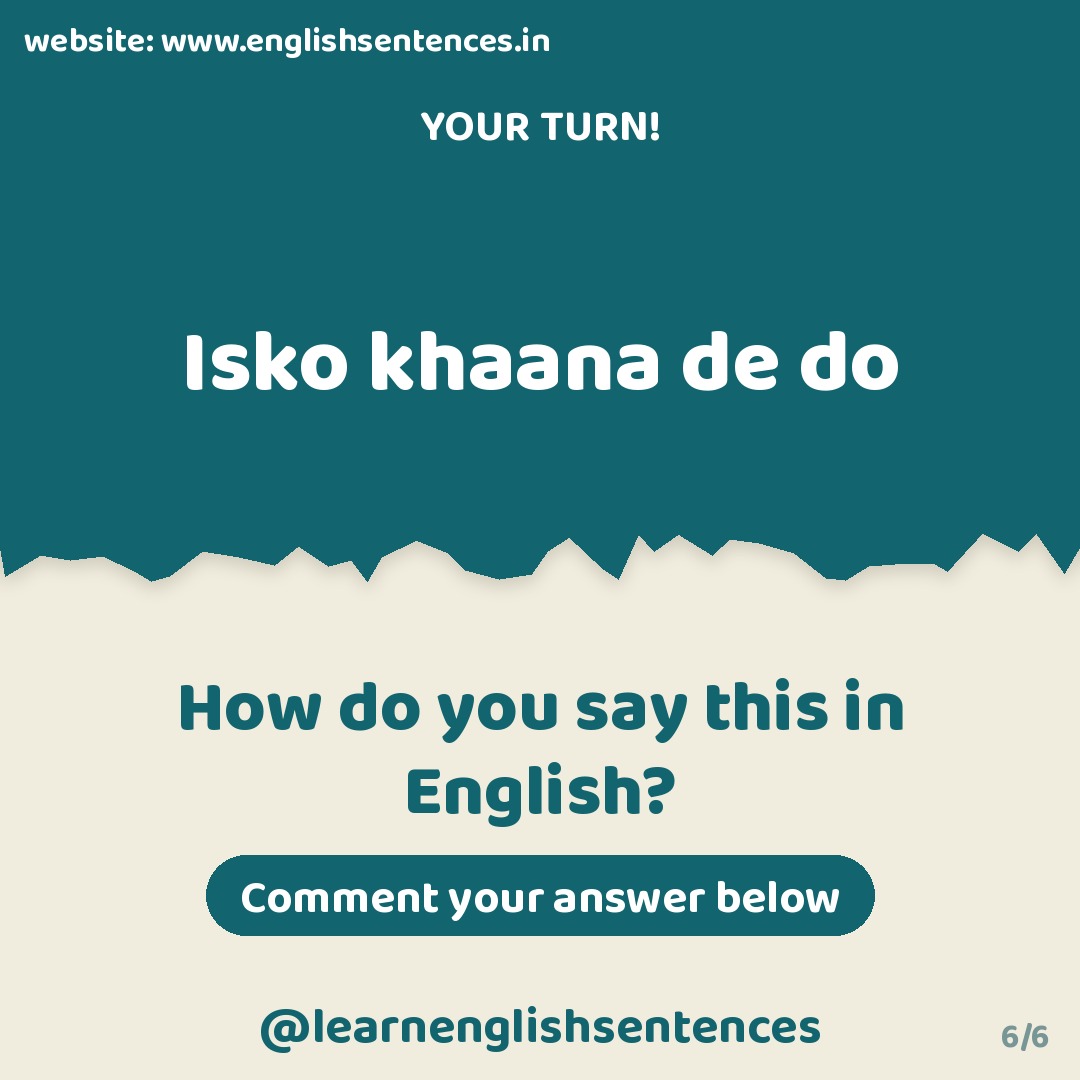 website: www.englishsentences.in
YOUR TURN!
Isko khaana de do
How do you say this in
English?
Comment your answer below
@learnenglishsentences
6/6